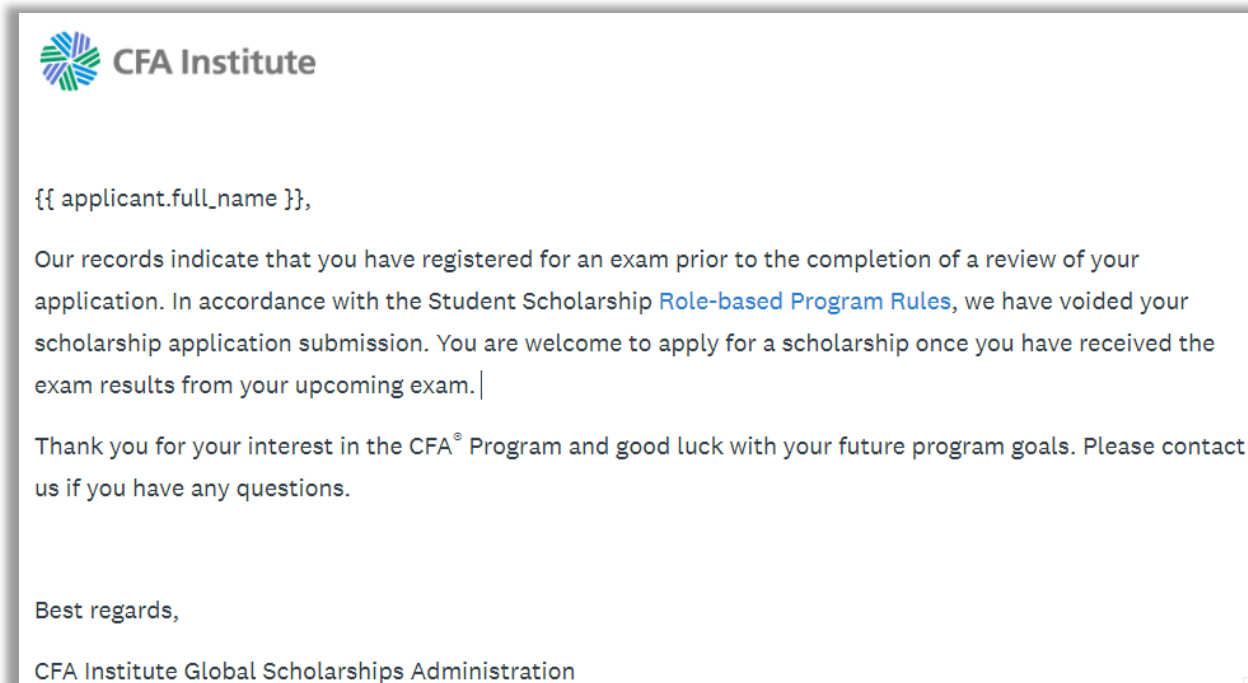 CFA Institute
{{ applicant.full_name }},
Our records indicate that you have registered for an exam prior to the completion of a review of your
application. In accordance with the Student Scholarship Role-based Program Rules, we have voided your
scholarship application submission. You are welcome to apply for a scholarship once you have received the
exam results from your upcoming exam.
Thank you for your interest in the CFA® Program and good luck with your future program goals. Please contact
us if you have any questions.
Best regards,
CFA Institute Global Scholarships Administration